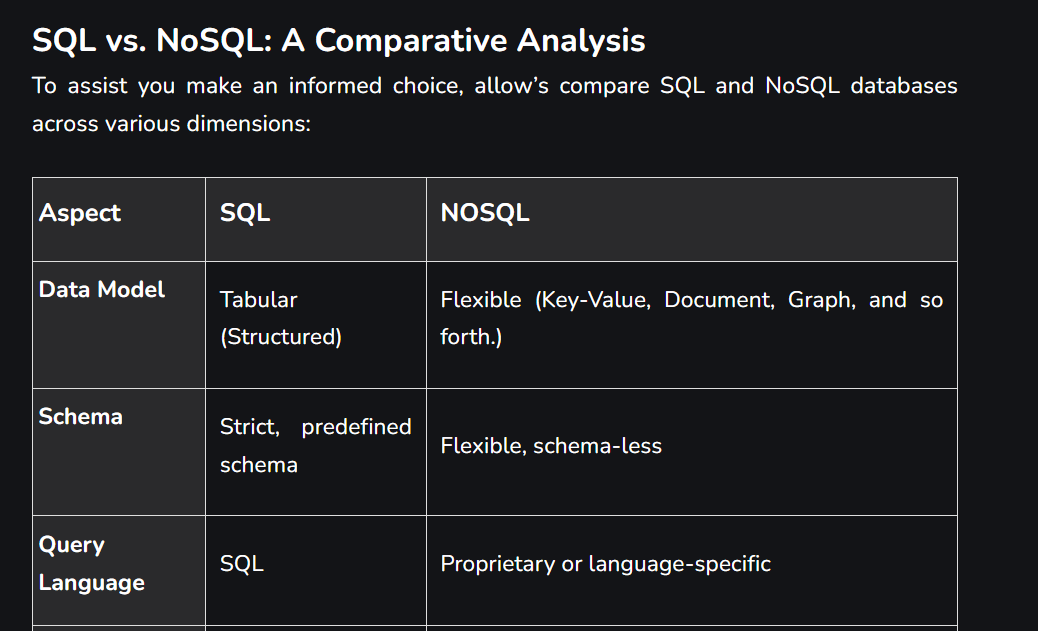 SQL vs. NoSQL: A Comparative Analysis
To assist you make an informed choice, allow’s compare SQL and NoSQL databases
across various dimensions:
Aspect
SQL
NOSQL
Data Model
Tabular
(Structured)
Flexible (Key-Value, Document, Graph, and so
forth.)
Schema
Strict, predefined
schema
Flexible, schema-less
Query
Language
SQL
Proprietary or language-specific